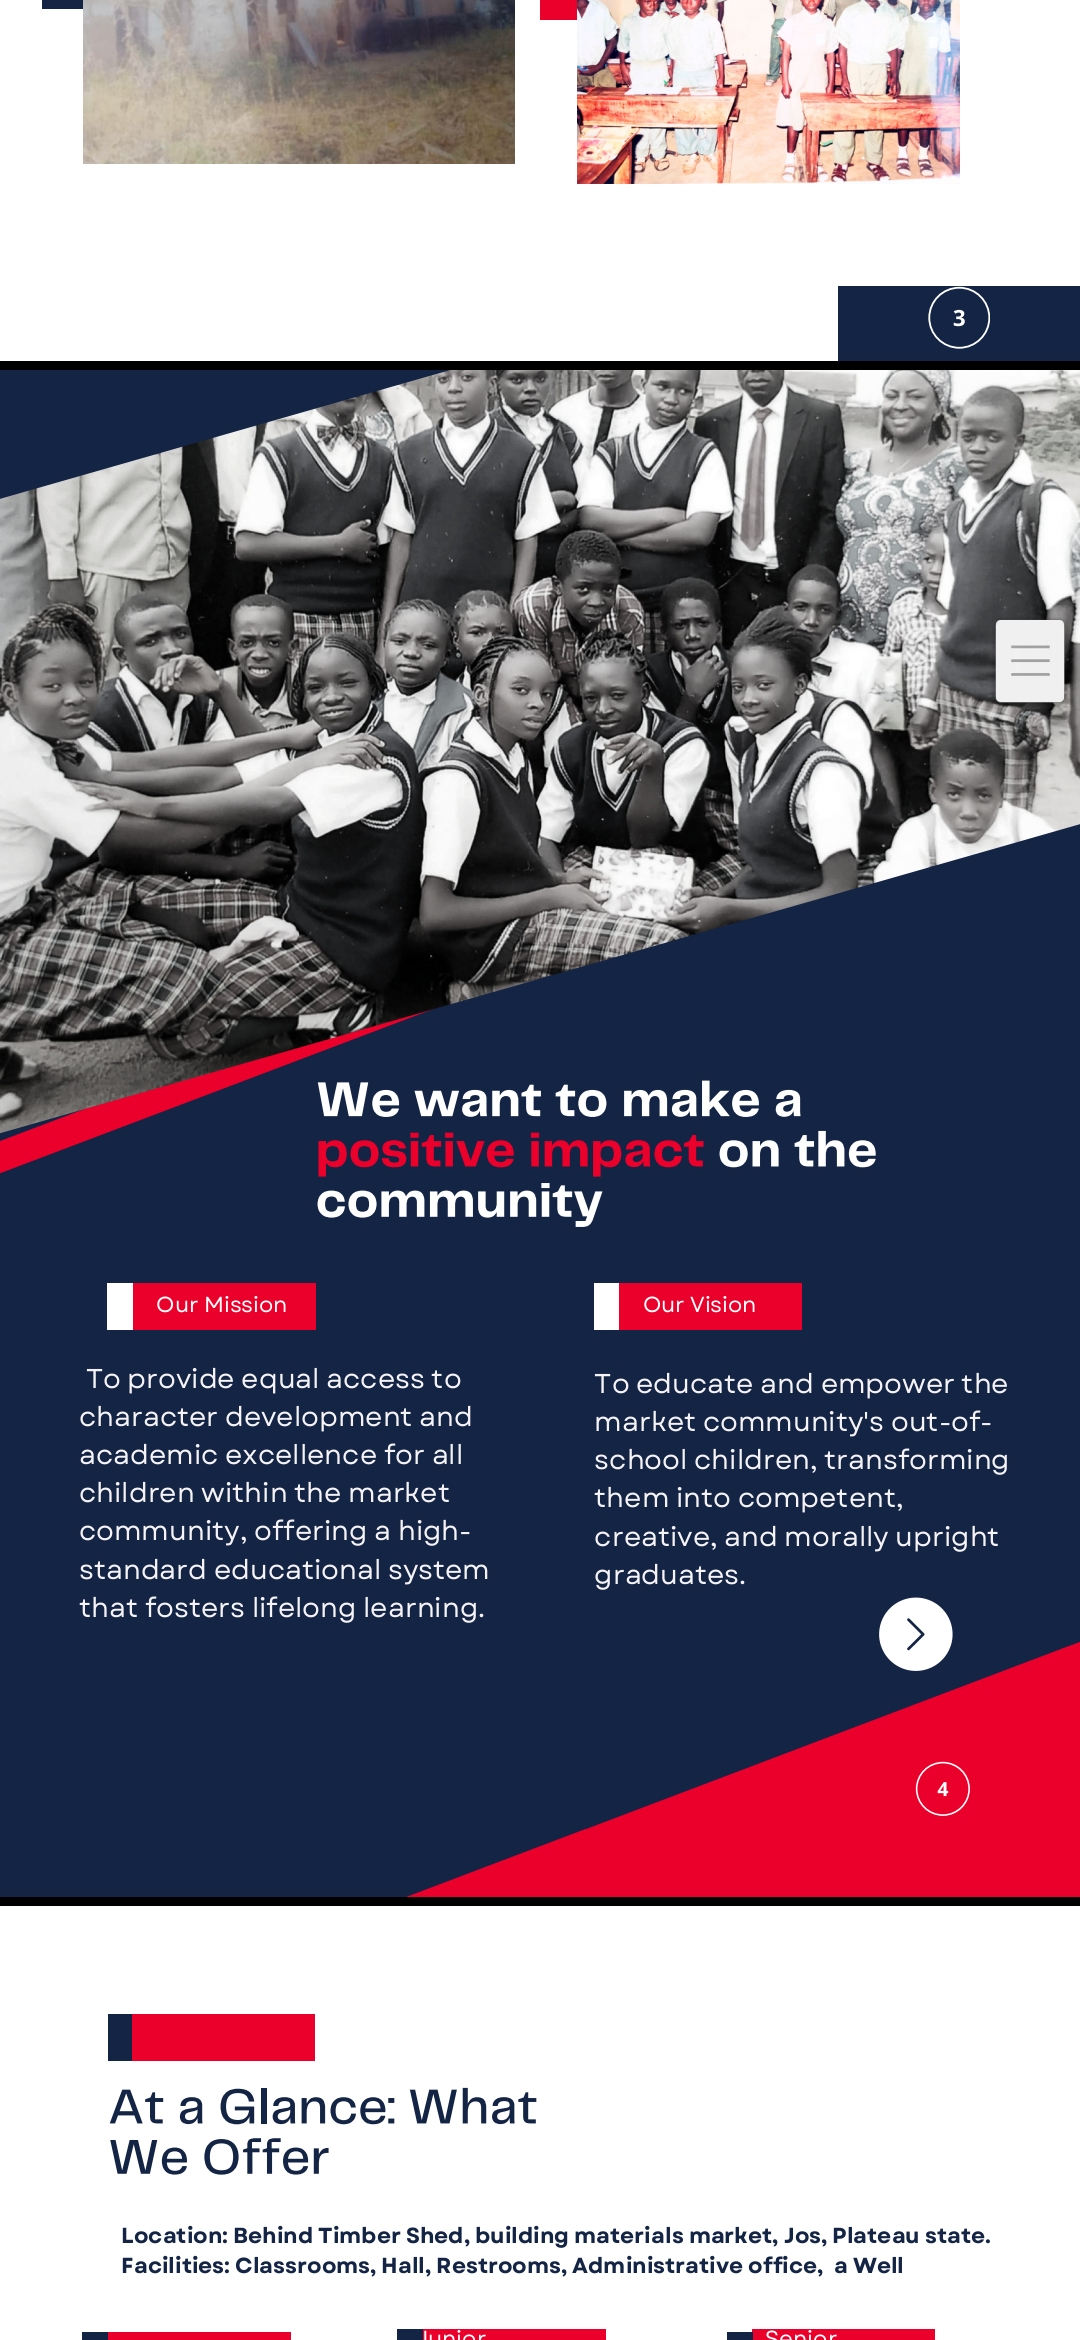 3
We want to make a
positive impact on the
community
Our Mission
To provide equal access to
character development and
academic excellence for all
children within the market
community, offering a high-
standard educational system
that fosters lifelong learning.
Our Vision
To educate and empower the
market community's out-of-
school children, transforming
them into competent,
creative, and morally upright
graduates.
4
At a Glance: What
We Offer
Location: Behind Timber Shed, building materials market, Jos, Plateau state.
Facilities: Classrooms, Hall, Restrooms, Administrative office, a Well
Junior
Senior